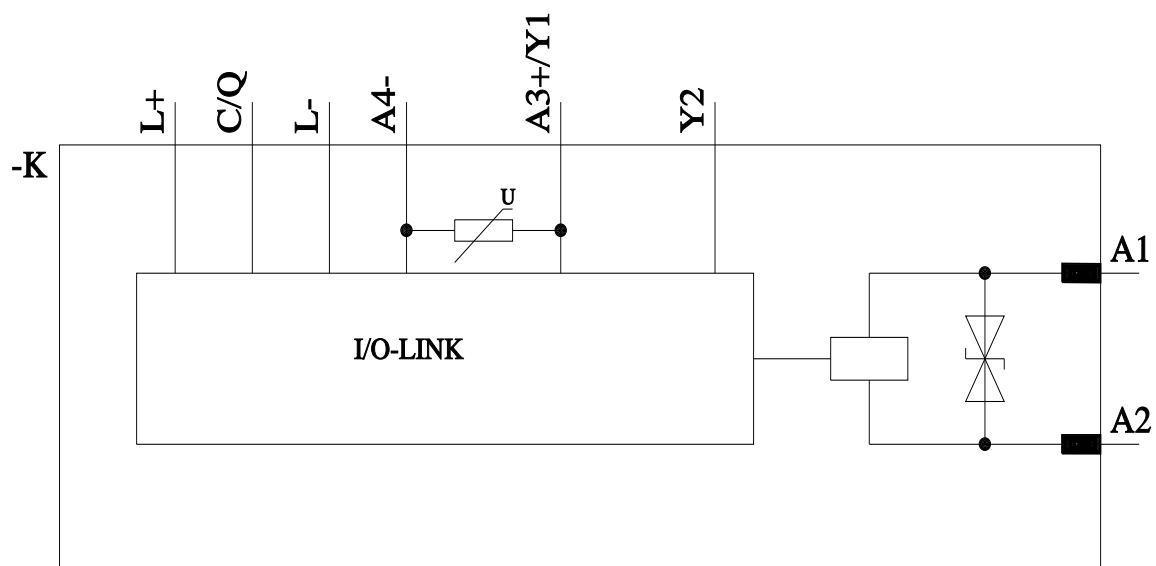 L+
C/Q
L-
A4-
A3+/Y1
Y2
-K
U
A1
I/O-LINK
A2